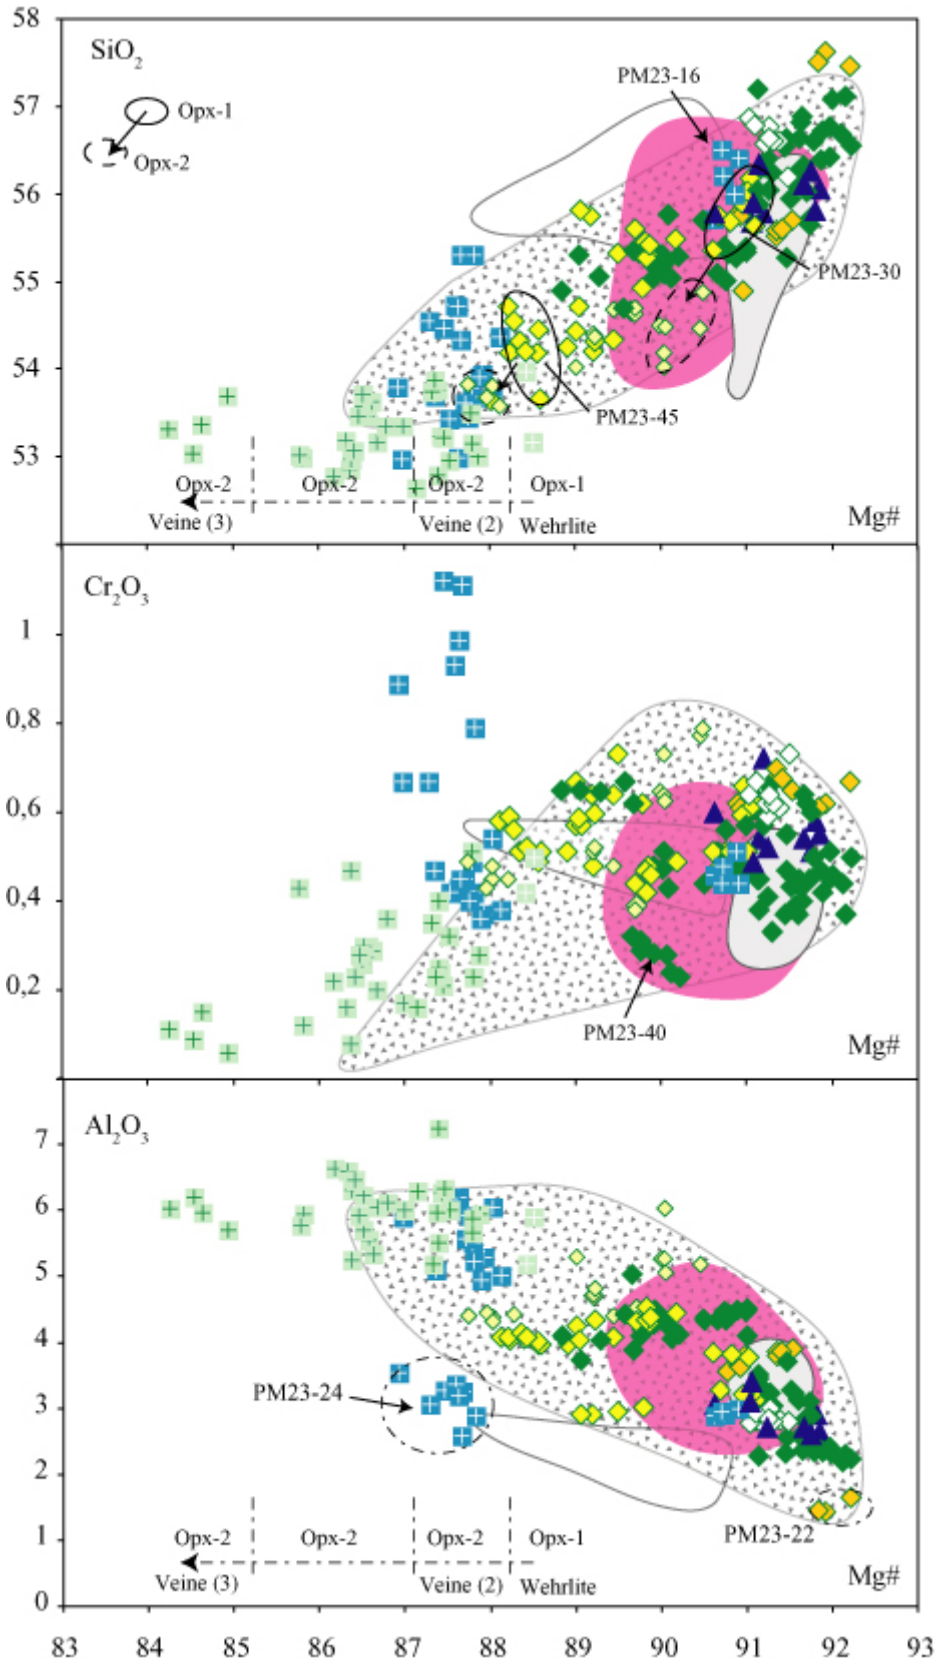 58
SiO₂
PM23-16
57
Opx-1
Opx-2
56
PM23-30
55
54
PM23-45
53
Opx-2 Opx-2 Opx-2 Opx-1
Veine (3) Veine (2) Wehrlite
Mg#
Cr₂O₃
1
0,8
0,6
0,4
0,2
PM23-40
Mg#
Al₂O₃
7
6
5
4
PM23-24
3
2
PM23-22
1
Opx-2 Opx-2 Opx-2 Opx-1
Veine (3) Veine (2) Wehrlite
Mg#
0
83 84 85 86 87 88 89 90 91 92 93